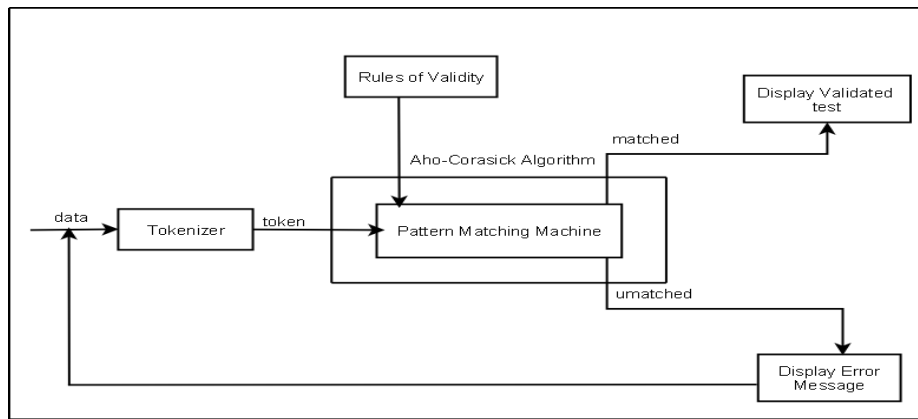 Rules of Validity
Display Validated
test
matched
Aho-Corasick Algorithm
data
Tokenizer
token
Pattern Matching Machine
umatched
Display Error
Message